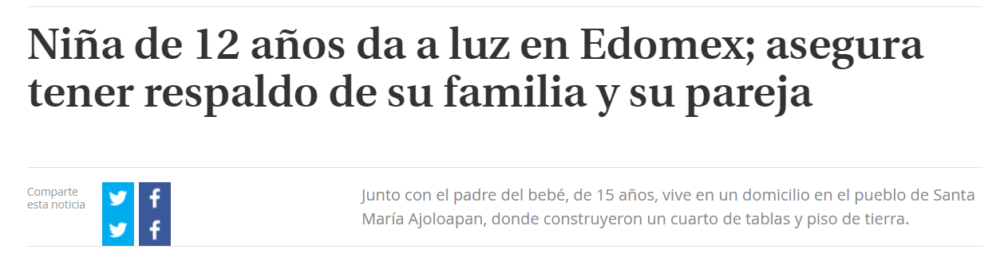 Niña de 12 años da a luz en Edomex; asegura
tener respaldo de su familia y su pareja
Comparte
esta noticia
Junto con el padre del bebé, de 15 años, vive en un domicilio en el pueblo de Santa
María Ajoloapan, donde construyeron un cuarto de tablas y piso de tierra.